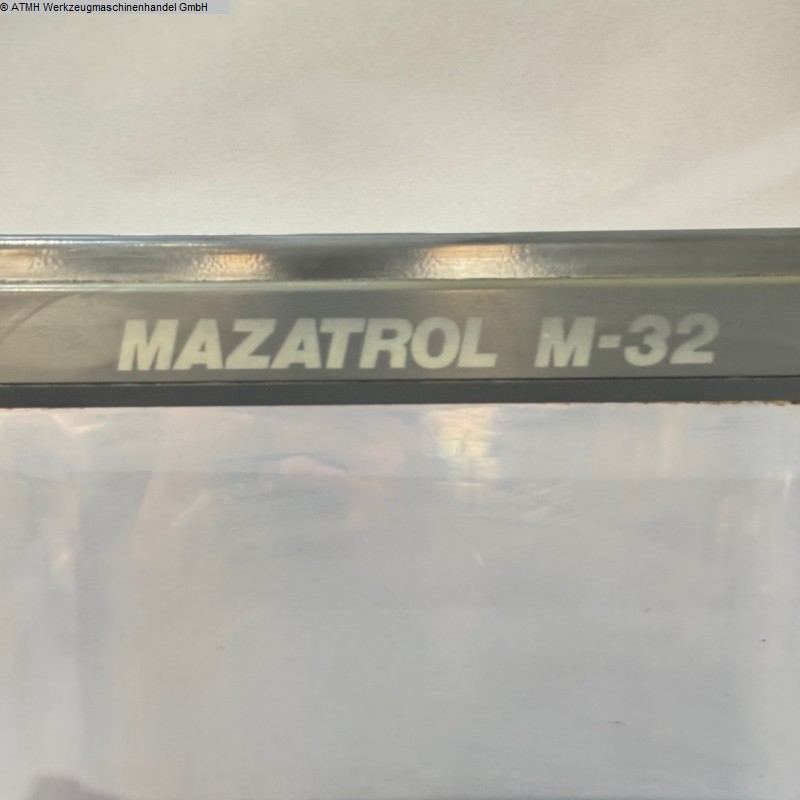 © ATMH Werkzeugmaschinenhandel GmbH
MAZATROL M-32